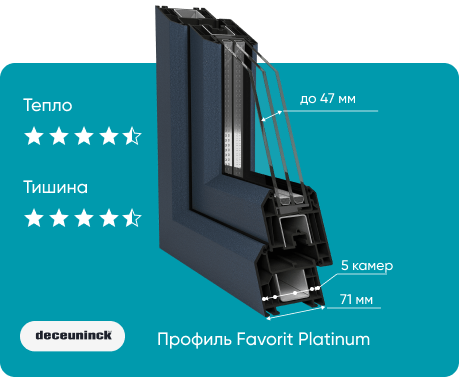 до 47 мм
Тепло
Тишина
5 камер
71 мм
deceuninck
Профиль Favorit Platinum